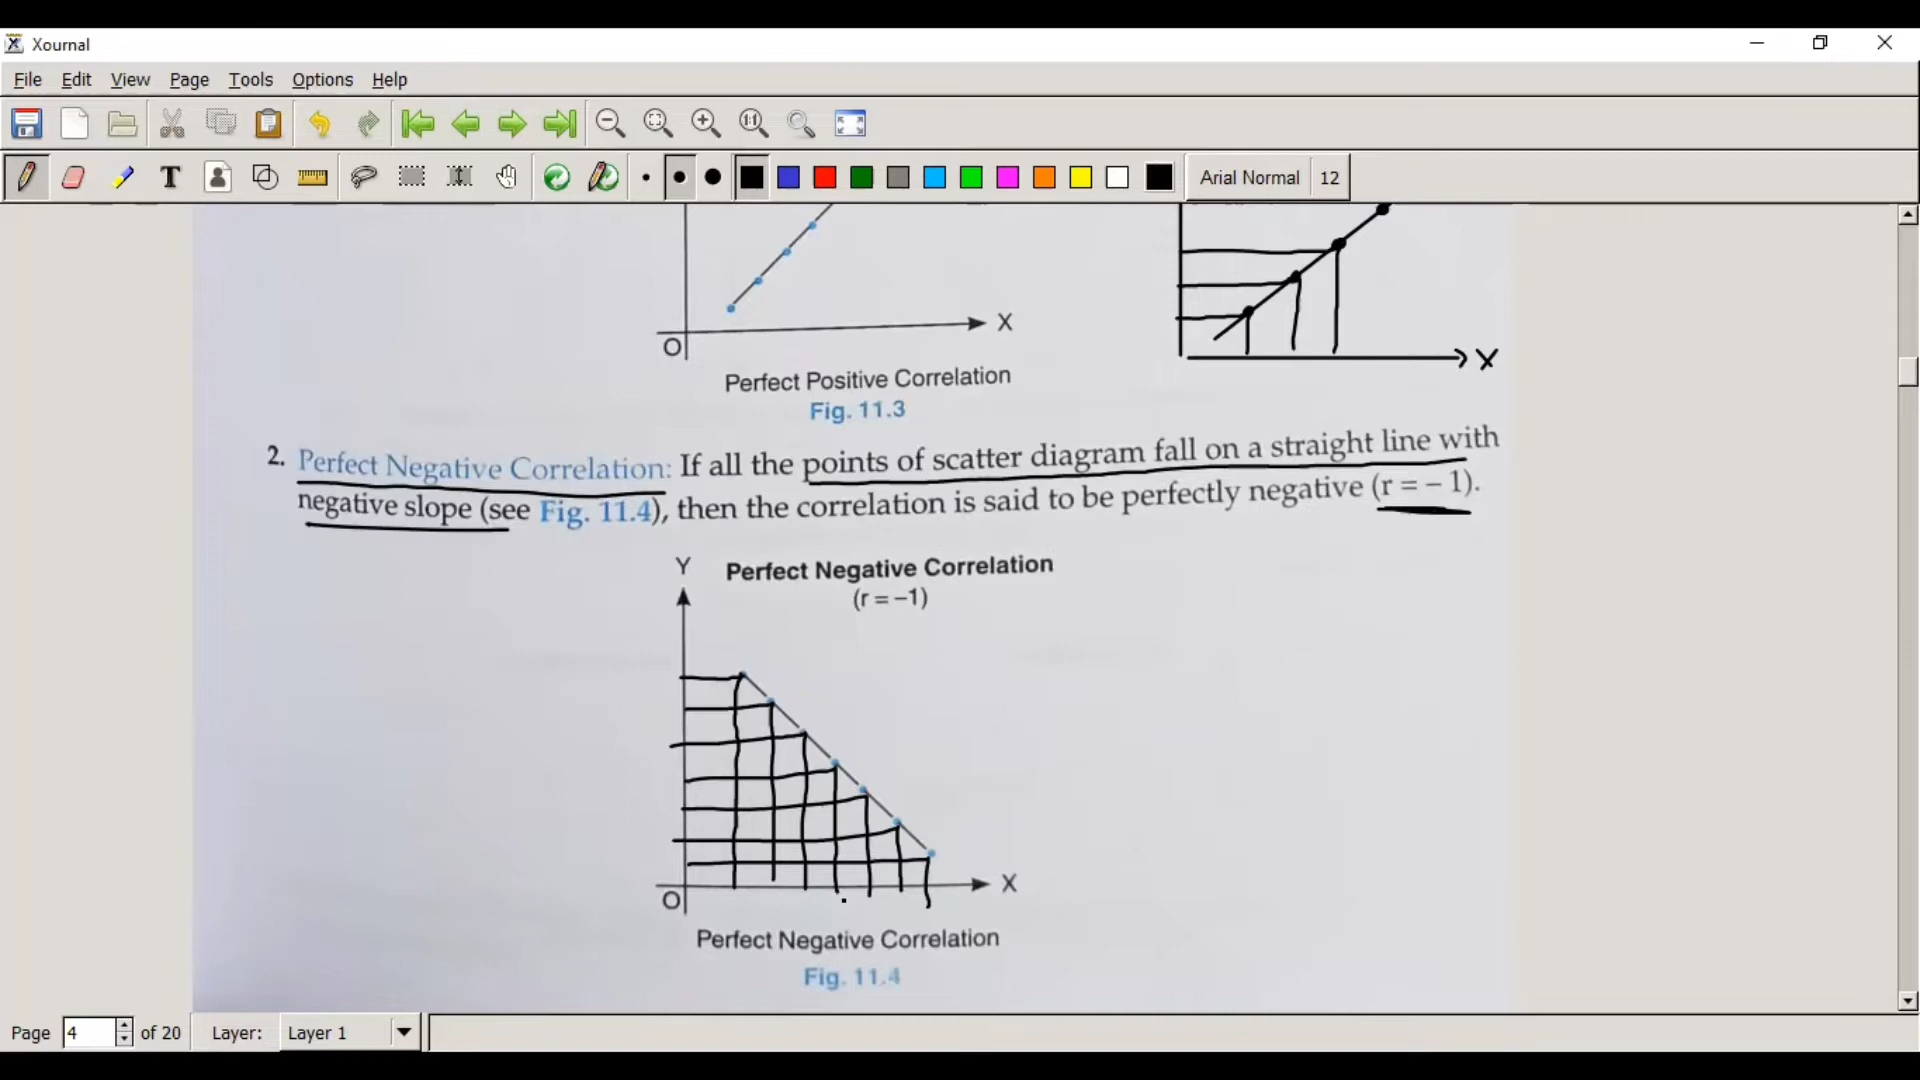 Xournal
File Edit View Page Tools Options Help
T Arial Normal 12
O X
X
Perfect Positive Correlation
Fig. 11.3
2. Perfect Negative Correlation: If all the points of scatter diagram fall on a straight line with
negative slope (see Fig. 11.4), then the correlation is said to be perfectly negative (r = – 1).
Y Perfect Negative Correlation
(r = –1)
O X
Perfect Negative Correlation
Fig. 11.4
Page 4 of 20 Layer: Layer 1